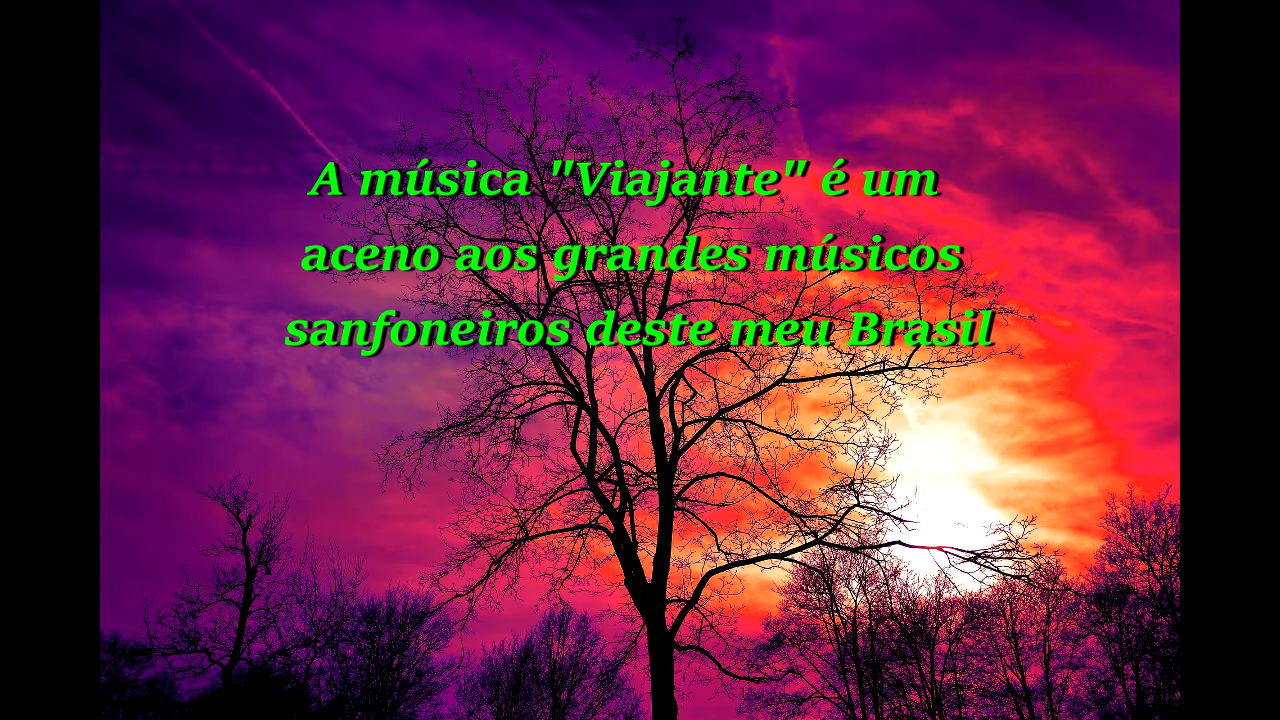 A música "Viajante" é um
aceno aos grandes músicos
sanfoneiros deste meu Brasil